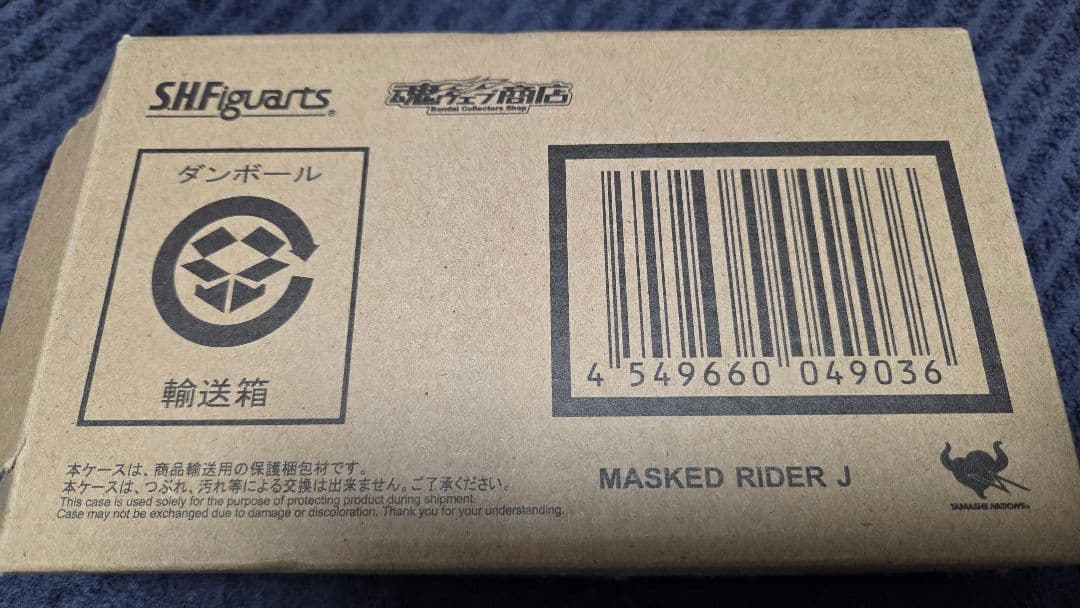 S.H.Figuarts®
魂ウェブ商店
Bandai Collectors Shop
ダンボール
輸送箱
4 549660 049036
本ケースは、商品輸送用の保護梱包材です。
本ケースは、つぶれ、汚れ等による交換は出来ません。ご了承ください。
This case is used solely for the purpose of protecting product during shipment.
Case may not be exchanged due to damage or discoloration. Thank you for your understanding.
MASKED RIDER J
TAMASHII NATIONS